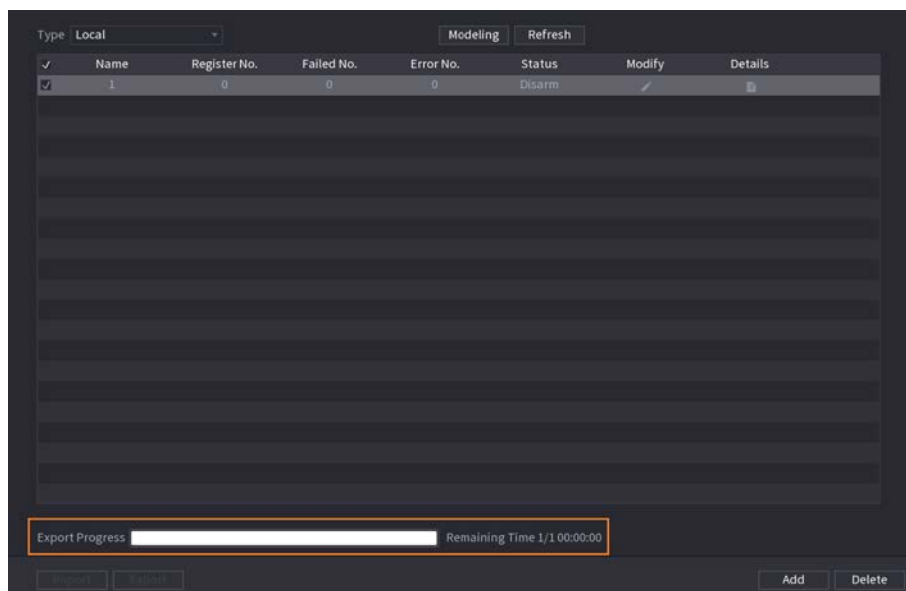 Type Local Modeling Refresh
Name Register No. Failed No. Error No. Status Modify Details
1 0 0 0 Disarm
Export Progress Remaining Time 1/1 00:00:00
Import Export Add Delete